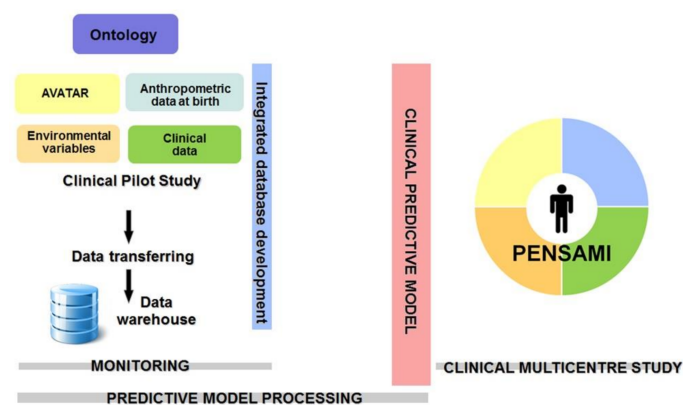 Ontology
AVATAR
Anthropometric
data at birth
Environmental
variables
Clinical
data
Clinical Pilot Study
Data transferring
Data
warehouse
Integrated database development
MONITORING
PREDICTIVE MODEL PROCESSING
CLINICAL PREDICTIVE MODEL
PENSAMI
CLINICAL MULTICENTRE STUDY